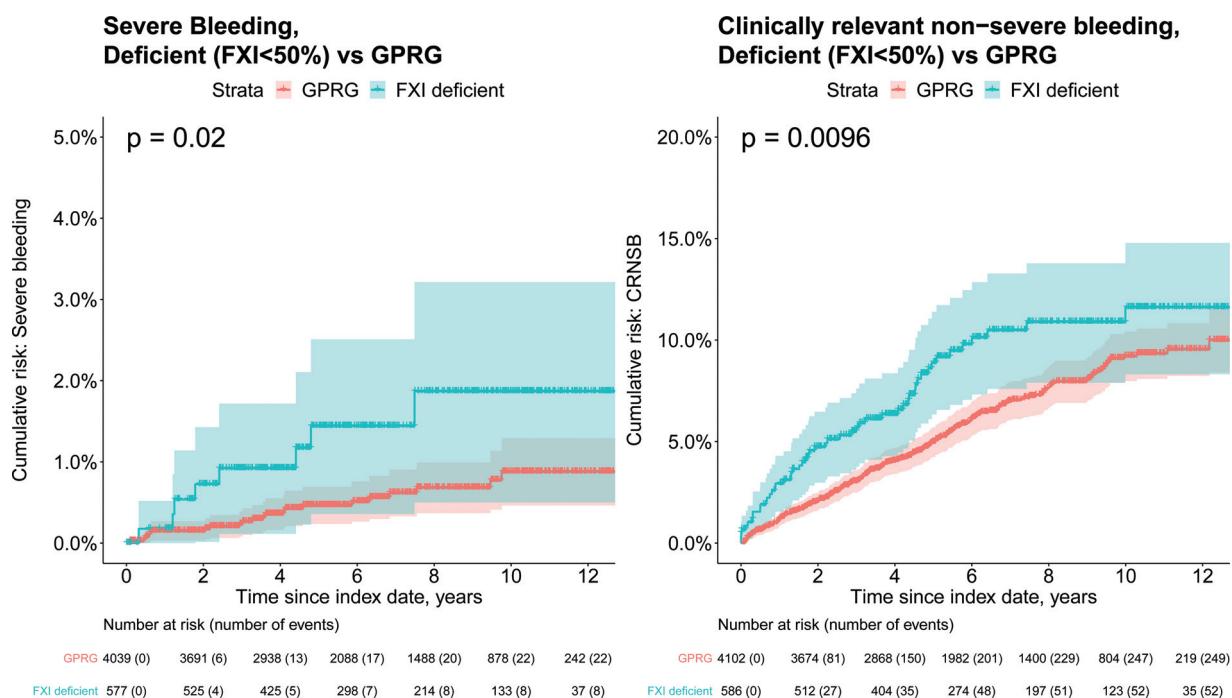 Severe Bleeding,
Deficient (FXI<50%) vs GPRG
Strata GPRG FXI deficient
p = 0.02
5.0%
4.0%
3.0%
2.0%
1.0%
0.0%
Cumulative risk: Severe bleeding
0 2 4 6 8 10 12
Time since index date, years
Number at risk (number of events)
GPRG 4039 (0) 3691 (6) 2938 (13) 2088 (17) 1488 (20) 878 (22) 242 (22)
FXI deficient 577 (0) 525 (4) 425 (5) 298 (7) 214 (8) 133 (8) 37 (8)
Clinically relevant non−severe bleeding,
Deficient (FXI<50%) vs GPRG
Strata GPRG FXI deficient
p = 0.0096
20.0%
15.0%
10.0%
5.0%
0.0%
Cumulative risk: CRNSB
0 2 4 6 8 10 12
Time since index date, years
Number at risk (number of events)
GPRG 4102 (0) 3674 (81) 2868 (150) 1982 (201) 1400 (229) 804 (247) 219 (249)
FXI deficient 586 (0) 512 (27) 404 (35) 274 (48) 197 (51) 123 (52) 35 (52)